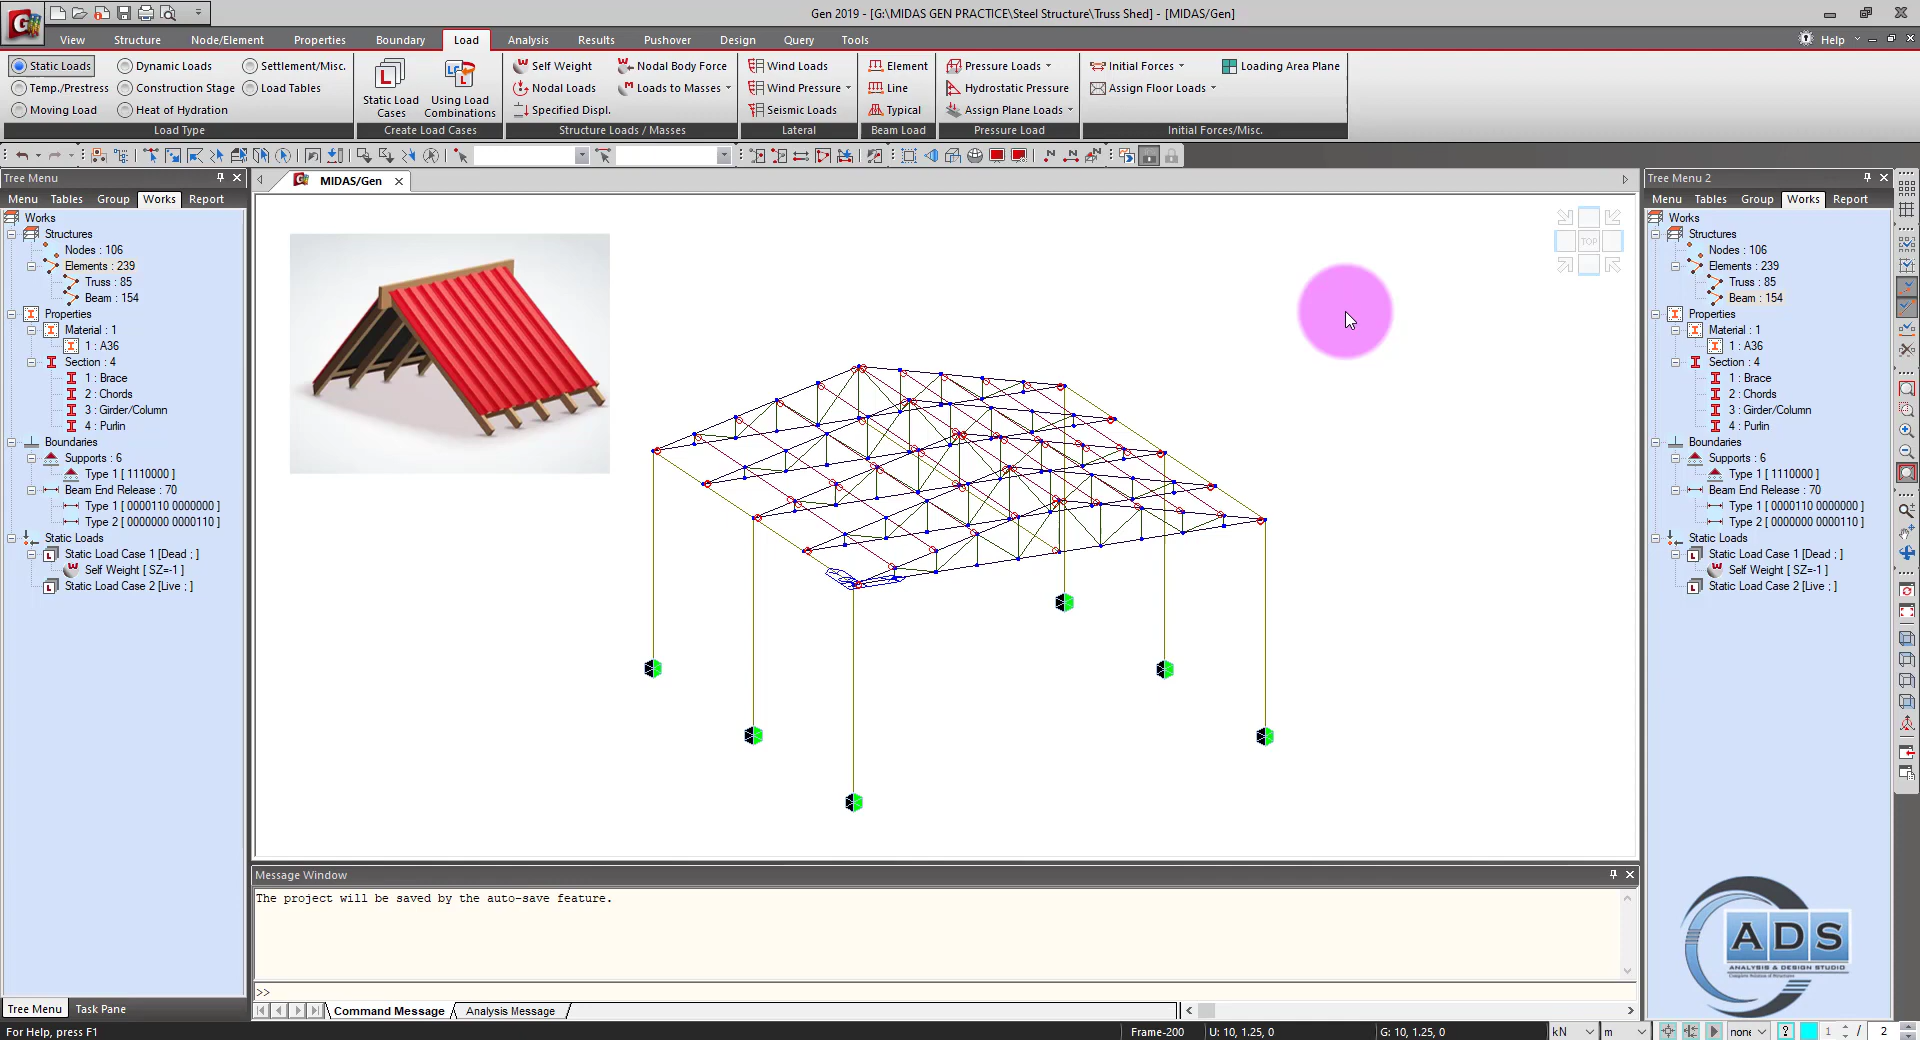 Gen 2019 - [G:\MIDAS GEN PRACTICE\Steel Structure\Truss Shed] - [MIDAS/Gen]
View Structure Node/Element Properties Boundary Load Analysis Results Pushover Design Query Tools Help
Static Loads Dynamic Loads Settlement/Misc.
Temp./Prestress Construction Stage Load Tables
Moving Load Heat of Hydration
Load Type
Static Load Cases
Using Load Combinations
Create Load Cases
Self Weight Nodal Body Force
Nodal Loads Loads to Masses
Specified Displ.
Structure Loads / Masses
Wind Loads
Wind Pressure
Seismic Loads
Lateral
Element
Line
Typical
Beam Load
Pressure Loads
Hydrostatic Pressure
Assign Plane Loads
Pressure Load
Initial Forces Loading Area Plane
Assign Floor Loads
Initial Forces/Misc.
Tree Menu
Menu Tables Group Works Report
Works
Structures
Nodes : 106
Elements : 239
Truss : 85
Beam : 154
Properties
Material : 1
1 : A36
Section : 4
1 : Brace
2 : Chords
3 : Girder/Column
4 : Purlin
Boundaries
Supports : 6
Type 1 [ 1110000 ]
Beam End Release : 70
Type 1 [ 0000110 0000000 ]
Type 2 [ 0000000 0000110 ]
Static Loads
Static Load Case 1 [Dead ; ]
Self Weight [ SZ=-1 ]
Static Load Case 2 [Live ; ]
Tree Menu Task Pane
MIDAS/Gen
TOP
Message Window
The project will be saved by the auto-save feature.
>>
Command Message Analysis Message
Tree Menu 2
Menu Tables Group Works Report
Works
Structures
Nodes : 106
Elements : 239
Truss : 85
Beam : 154
Properties
Material : 1
1 : A36
Section : 4
1 : Brace
2 : Chords
3 : Girder/Column
4 : Purlin
Boundaries
Supports : 6
Type 1 [ 1110000 ]
Beam End Release : 70
Type 1 [ 0000110 0000000 ]
Type 2 [ 0000000 0000110 ]
Static Loads
Static Load Case 1 [Dead ; ]
Self Weight [ SZ=-1 ]
Static Load Case 2 [Live ; ]
ADS
ANALYSIS & DESIGN STUDIO
For Help, press F1
Frame-200 U: 10, 1.25, 0 G: 10, 1.25, 0 kN m none ? 1 / 2